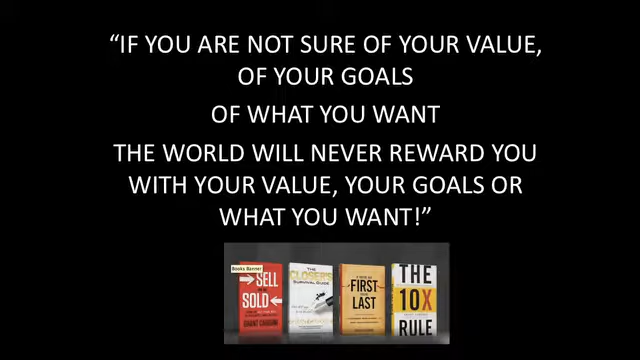 “IF YOU ARE NOT SURE OF YOUR VALUE,
OF YOUR GOALS
OF WHAT YOU WANT
THE WORLD WILL NEVER REWARD YOU
WITH YOUR VALUE, YOUR GOALS OR
WHAT YOU WANT!”
Books Banner
SELL
SOLD
GRANT CARDONE
THE
CLOSER'S
SURVIVAL GUIDE
FIRST
LAST
THE
10X
RULE